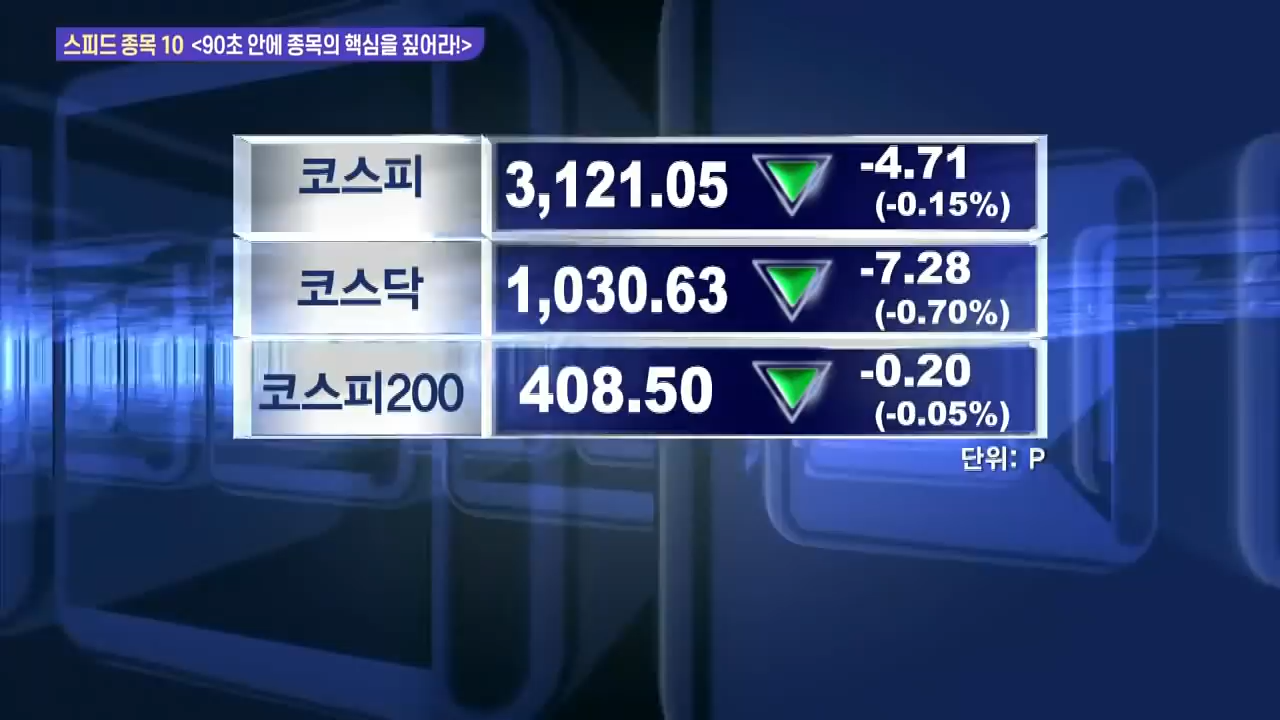 스피드 종목 10 <90초 안에 종목의 핵심을 짚어라!>
코스피 3,121.05 ▼ -4.71 (-0.15%)
코스닥 1,030.63 ▼ -7.28 (-0.70%)
코스피200 408.50 ▼ -0.20 (-0.05%)
단위: P